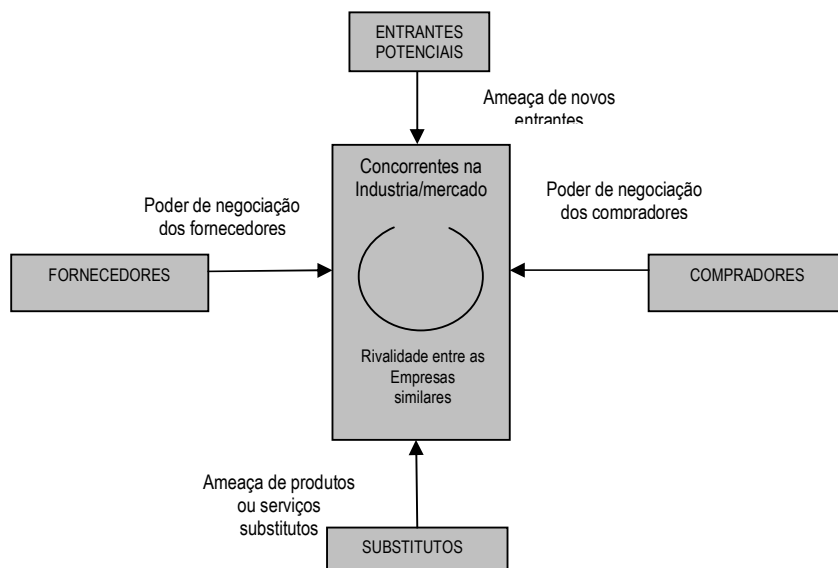 ENTRANTES
POTENCIAIS
Ameaça de novos
entrantes
Concorrentes na
Industria/mercado
Poder de negociação
dos fornecedores
Poder de negociação
dos compradores
FORNECEDORES
COMPRADORES
Rivalidade entre as
Empresas
similares
Ameaça de produtos
ou serviços
substitutos
SUBSTITUTOS